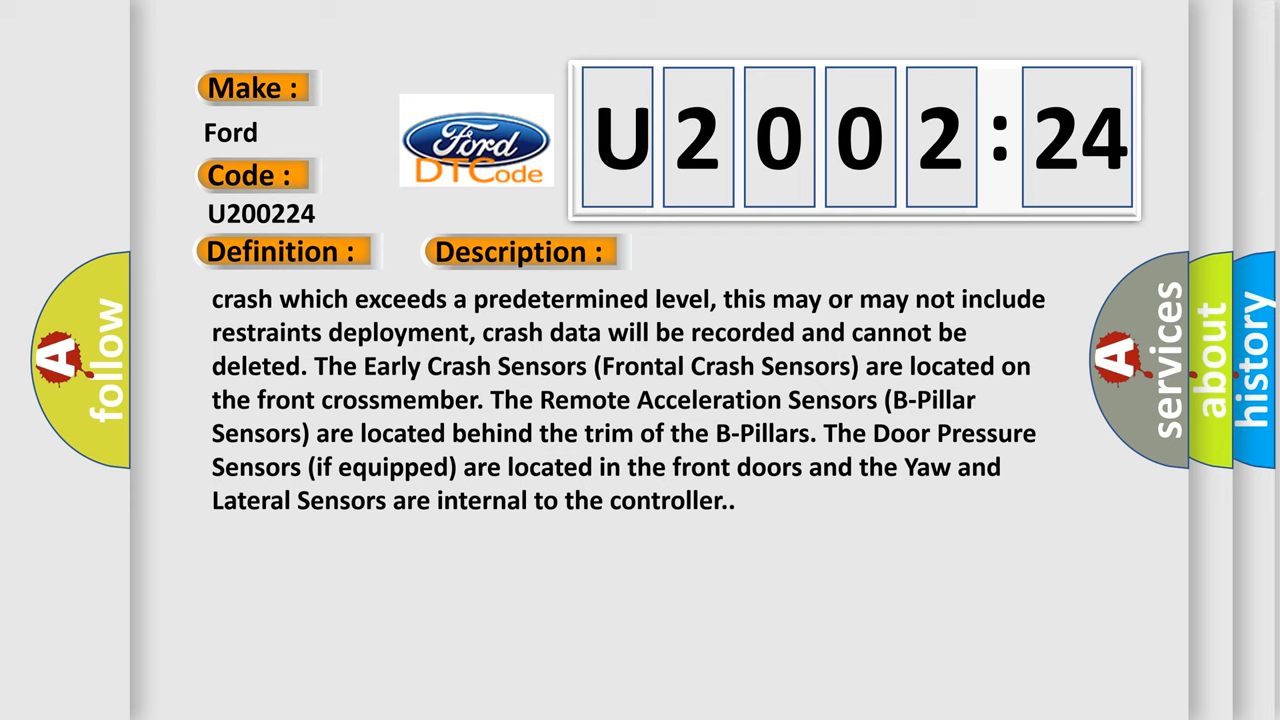 Make :
Ford
Code :
U200224
Definition :
Description :
Ford
DTCode
U2002:24
crash which exceeds a predetermined level, this may or may not include
restraints deployment, crash data will be recorded and cannot be
deleted. The Early Crash Sensors (Frontal Crash Sensors) are located on
the front crossmember. The Remote Acceleration Sensors (B-Pillar
Sensors) are located behind the trim of the B-Pillars. The Door Pressure
Sensors (if equipped) are located in the front doors and the Yaw and
Lateral Sensors are internal to the controller..
A
follow
A
services
about
history